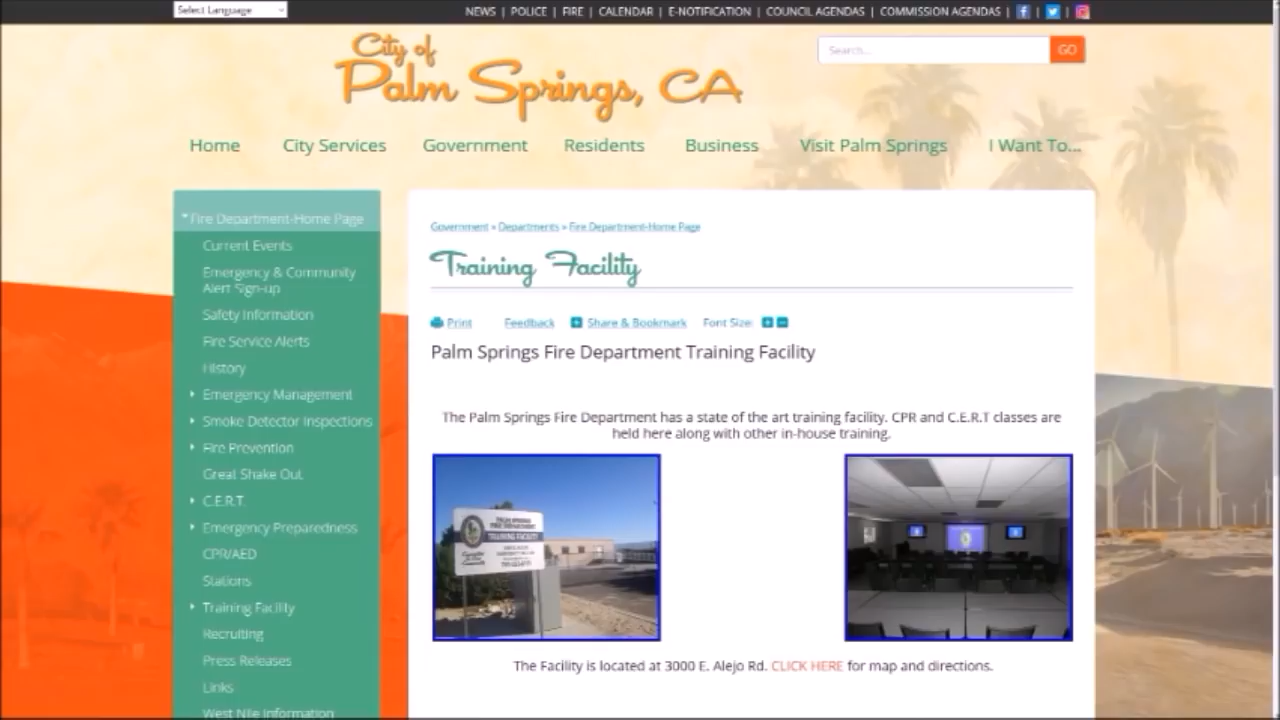 Select Language
NEWS | POLICE | FIRE | CALENDAR | E-NOTIFICATION | COUNCIL AGENDAS | COMMISSION AGENDAS |
City of
Palm Springs, CA
Search...
GO
Home
City Services
Government
Residents
Business
Visit Palm Springs
I Want To...
Fire Department-Home Page
Current Events
Emergency & Community
Alert Sign-up
Safety Information
Fire Service Alerts
History
Emergency Management
Smoke Detector Inspections
Fire Prevention
Great Shake Out
C.E.R.T.
Emergency Preparedness
CPR/AED
Stations
Training Facility
Recruiting
Press Releases
Links
West Nile Information
Government » Departments » Fire Department-Home Page
Training Facility
Print
Feedback
Share & Bookmark
Font Size:
Palm Springs Fire Department Training Facility
The Palm Springs Fire Department has a state of the art training facility. CPR and C.E.R.T classes are
held here along with other in-house training.
PALM SPRINGS
FIRE DEPARTMENT
TRAINING FACILITY
The Facility is located at 3000 E. Alejo Rd. CLICK HERE for map and directions.